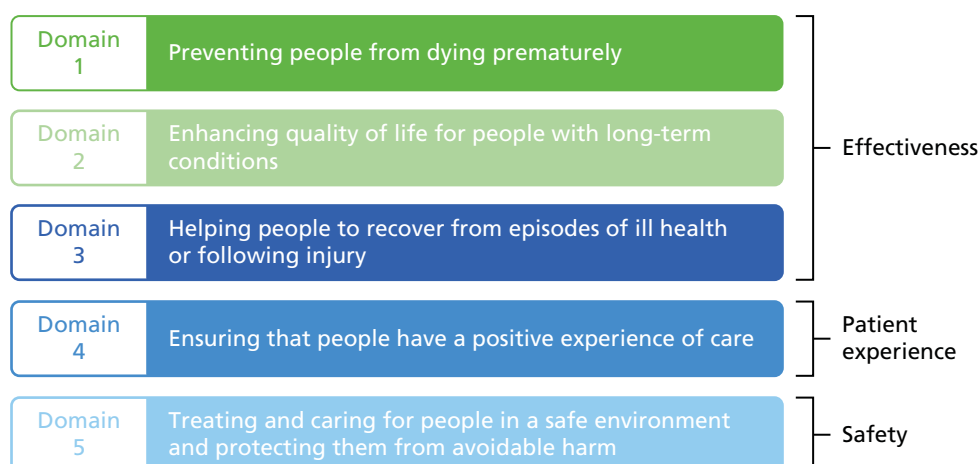 Domain
1
Preventing people from dying prematurely
Domain
2
Enhancing quality of life for people with long-term
conditions
Effectiveness
Domain
3
Helping people to recover from episodes of ill health
or following injury
Domain
4
Ensuring that people have a positive experience of care
Patient
experience
Domain
5
Treating and caring for people in a safe environment
and protecting them from avoidable harm
Safety